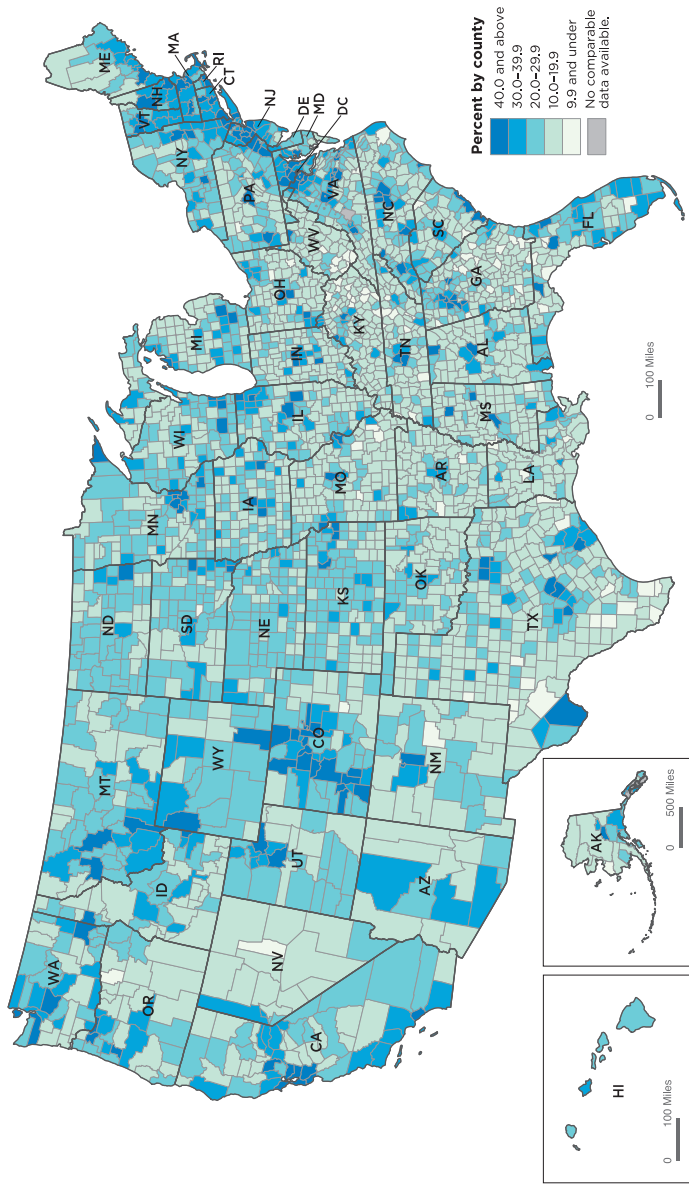 WA
OR
CA
NV
ID
MT
WY
UT
AZ
CO
NM
ND
SD
NE
KS
OK
TX
MN
IA
MO
AR
LA
WI
IL
MS
MI
IN
KY
TN
AL
OH
WV
GA
FL
SC
NC
VA
PA
NY
VT
NH
ME
MA
RI
CT
NJ
DE
MD
DC
AK
HI
0 100 Miles
0 500 Miles
0 100 Miles
Percent by county
40.0 and above
30.0–39.9
20.0–29.9
10.0–19.9
9.9 and under
No comparable
data available.